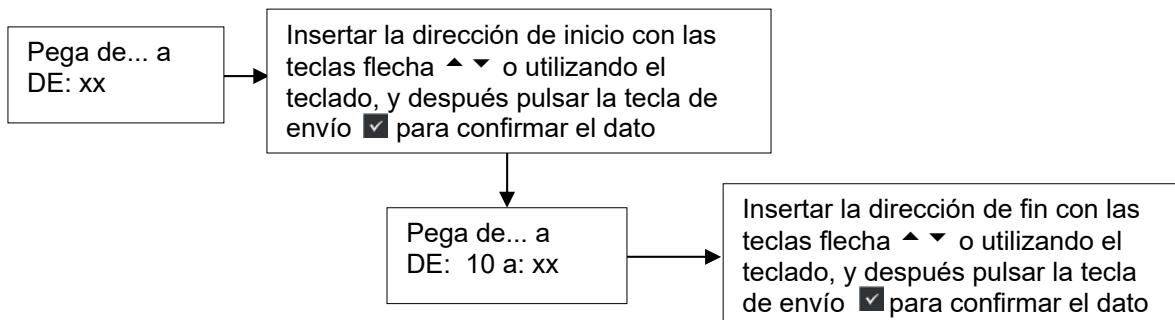 Pega de... a
DE: xx
Insertar la dirección de inicio con las
teclas flecha ▲ ▼ o utilizando el
teclado, y después pulsar la tecla de
envío ✓ para confirmar el dato
Pega de... a
DE:  10 a: xx
Insertar la dirección de fin con las
teclas flecha ▲ ▼ o utilizando el
teclado, y después pulsar la tecla
de envío ✓ para confirmar el dato